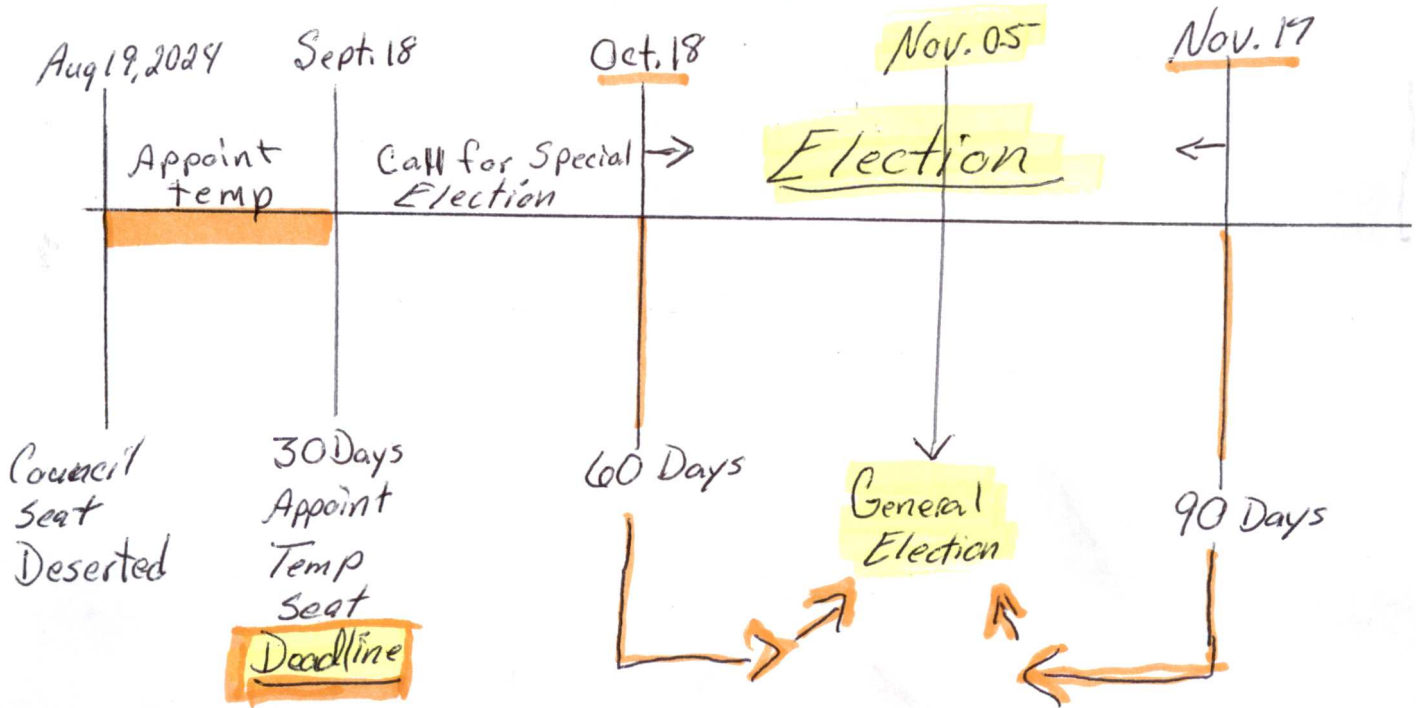 Aug 19, 2024
Sept. 18
Oct. 18
Nov. 05
Nov. 17
Appoint
temp
Call for Special
Election
Election
Council
Seat
Deserted
30 Days
Appoint
Temp
Seat
Deadline
60 Days
General
Election
90 Days